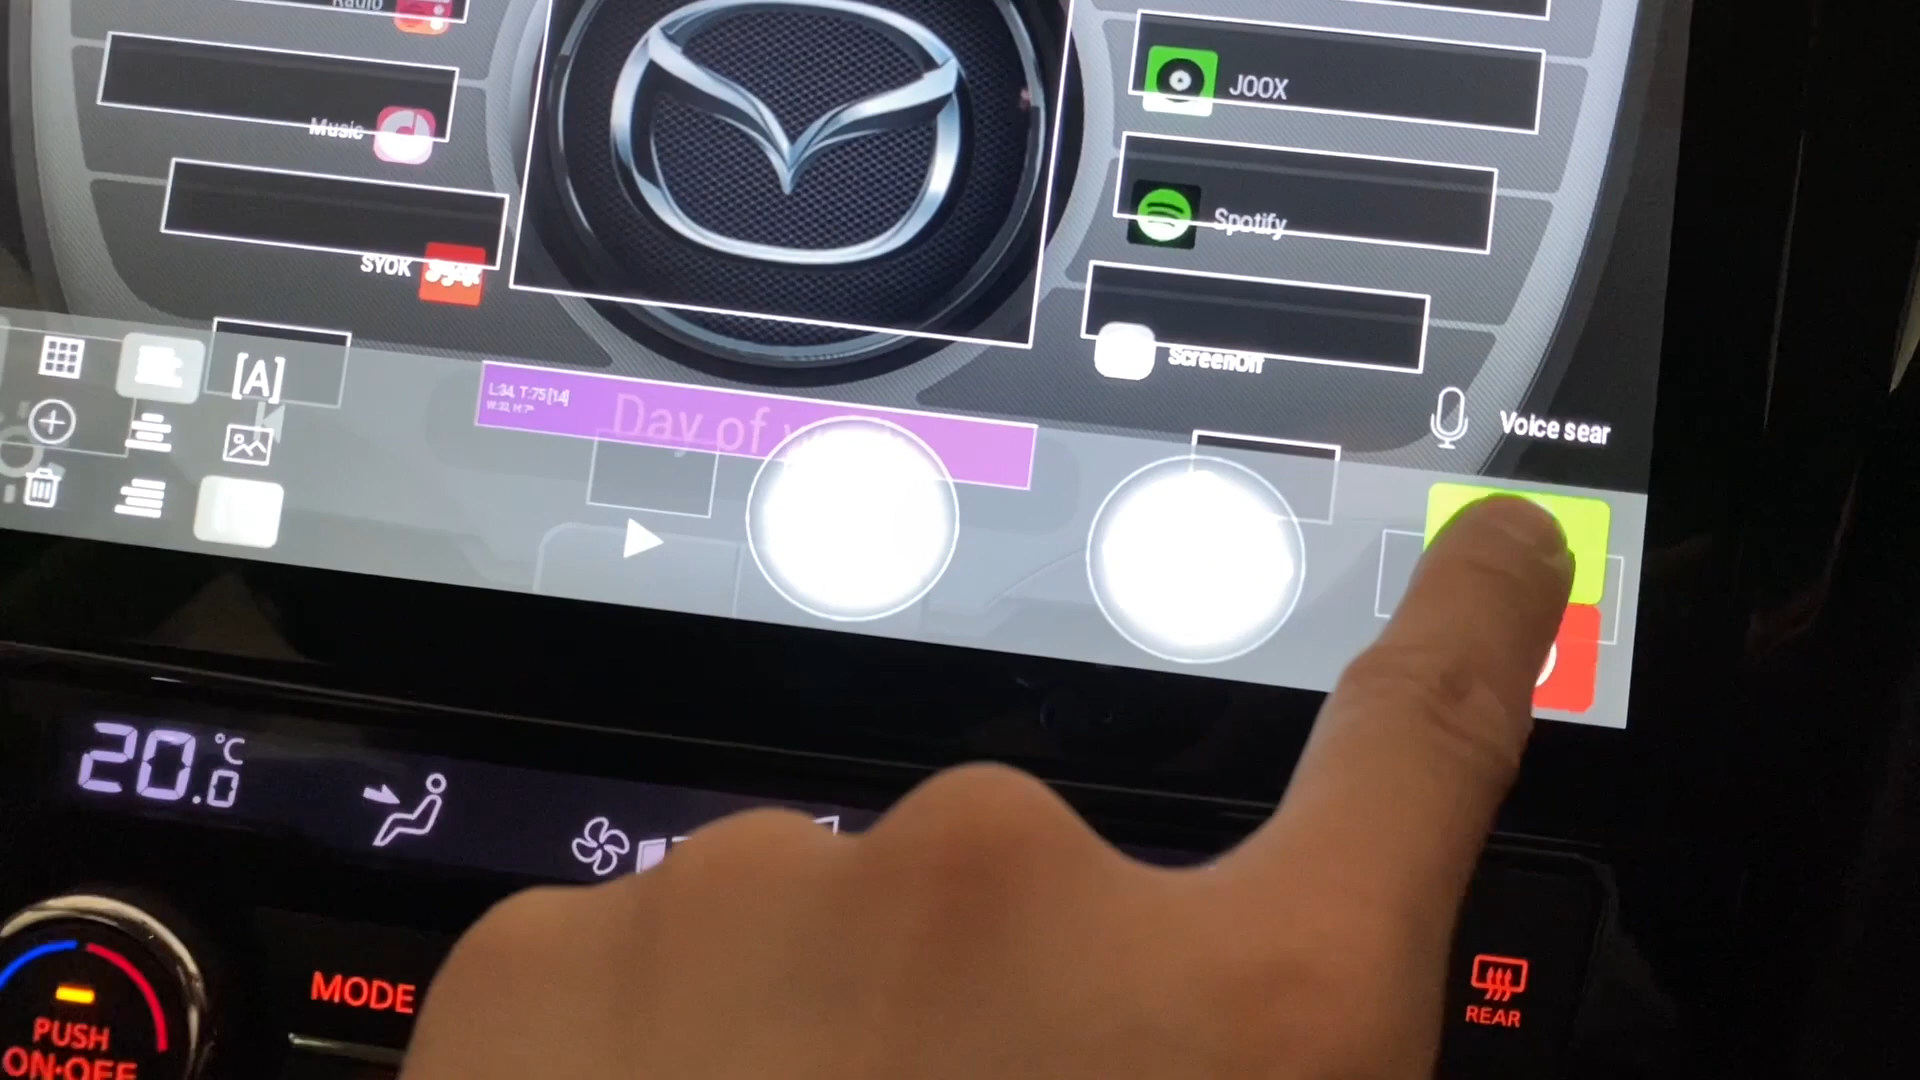 Radio
JOOX
Music
Spotify
SYOK
ScreenOff
[A]
L:34, T:75 [14]
Day of
Voice sear
20.0 °C
MODE
PUSH
ON·OFF
REAR